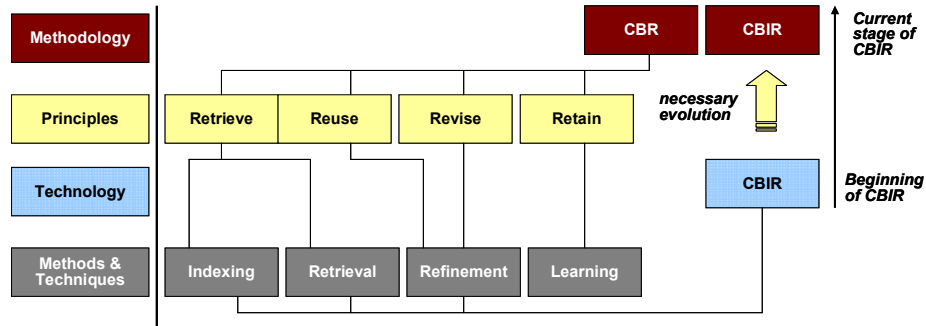 Methodology
CBR
CBIR
Current
stage of
CBIR
Principles
Retrieve
Reuse
Revise
Retain
necessary
evolution
Technology
CBIR
Beginning
of CBIR
Methods &
Techniques
Indexing
Retrieval
Refinement
Learning